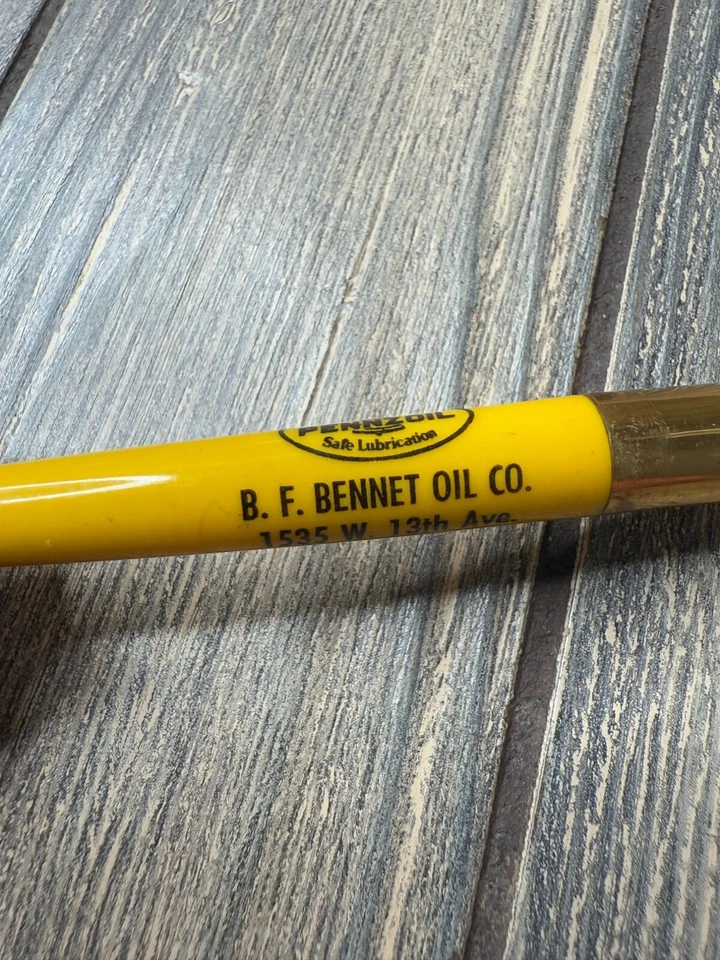 PENNZOIL
Safe Lubrication
B. F. BENNET OIL CO.
1535 W. 13th Ave.